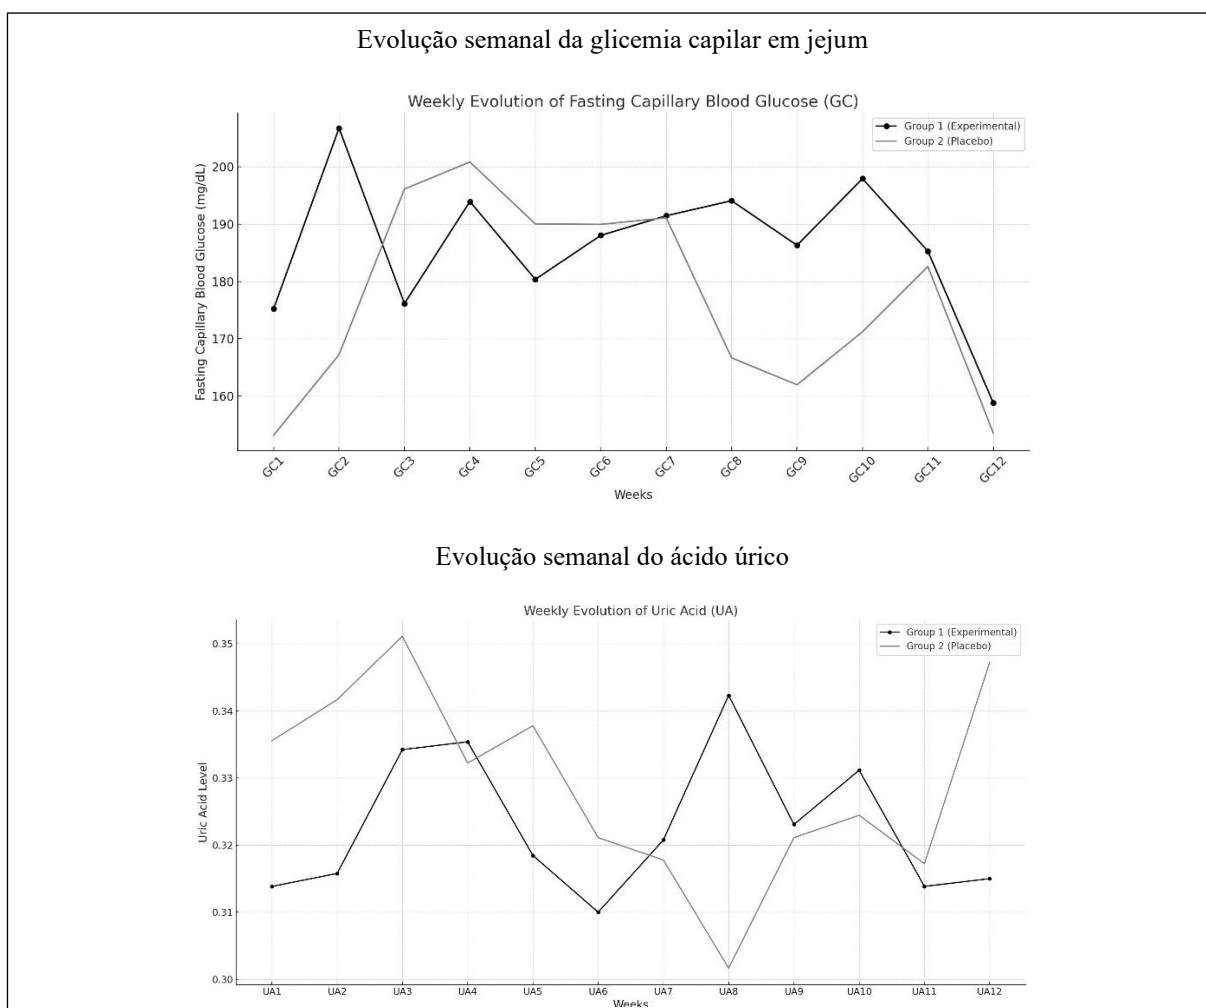 Evolução semanal da glicemia capilar em jejum
Weekly Evolution of Fasting Capillary Blood Glucose (GC)
Group 1 (Experimental)
Group 2 (Placebo)
Fasting Capillary Blood Glucose (mg/dL)
200
190
180
170
160
GC1 GC2 GC3 GC4 GC5 GC6 GC7 GC8 GC9 GC10 GC11 GC12
Weeks
Evolução semanal do ácido úrico
Weekly Evolution of Uric Acid (UA)
Group 1 (Experimental)
Group 2 (Placebo)
Uric Acid Level
0.35
0.34
0.33
0.32
0.31
0.30
UA1 UA2 UA3 UA4 UA5 UA6 UA7 UA8 UA9 UA10 UA11 UA12
Weeks